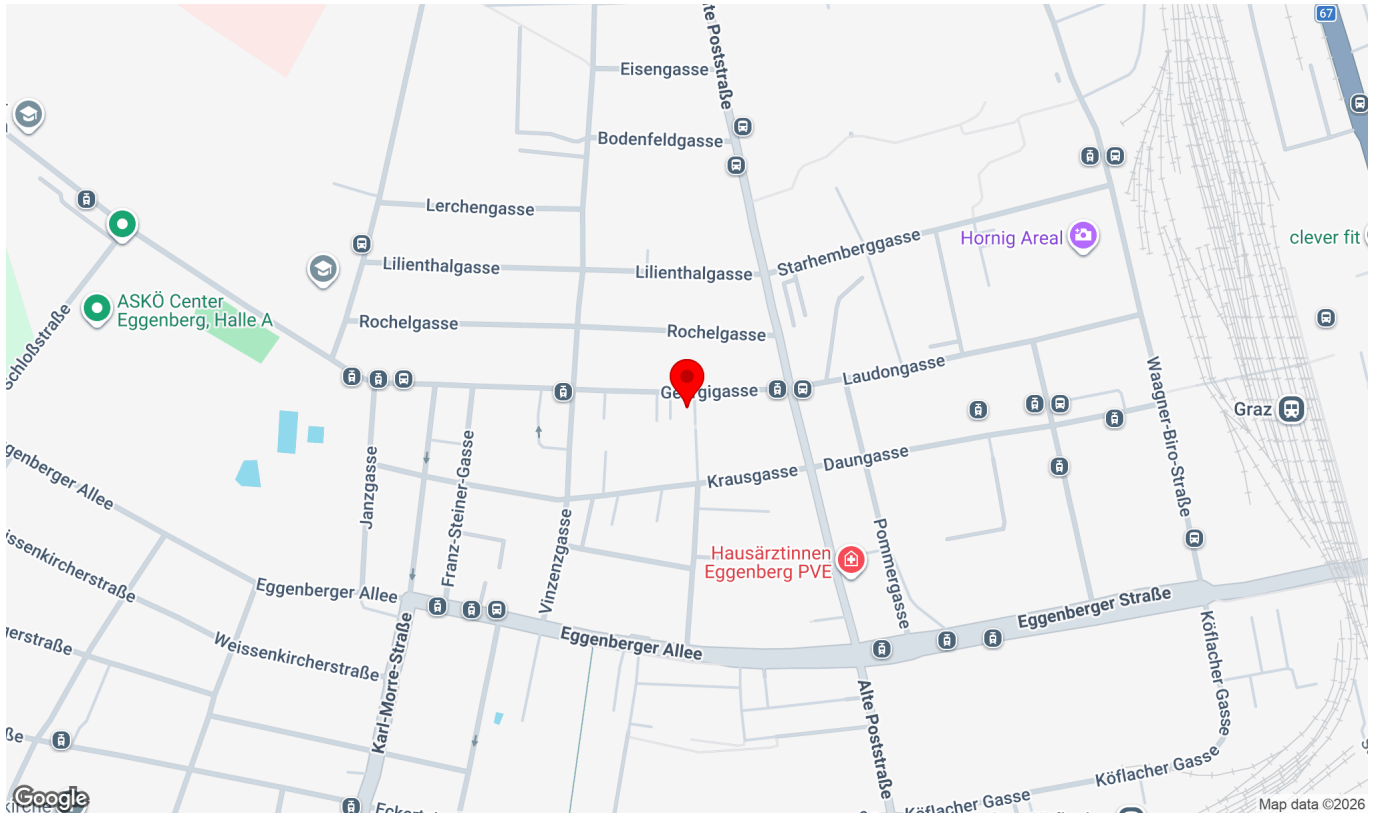 67
Alte Poststraße
Eisengasse
Bodenfeldgasse
Lerchengasse
Lilienthalgasse
Lilienthalgasse
Starhemberggasse
Hornig Areal
clever fit
ASKÖ Center
Eggenberg, Halle A
Schloßstraße
Rochelgasse
Rochelgasse
Georgigasse
Laudongasse
Waagner-Biro-Straße
Graz
Janzgasse
Franz-Steiner-Gasse
Krausgasse
Daungasse
Eggenberger Allee
Vinzenzgasse
Pommergasse
Hausärztinnen
Eggenberg PVE
Weissenkircherstraße
Eggenberger Allee
Eggenberger Straße
Eggenberger Allee
Weissenkircherstraße
Karl-Morre-Straße
Alte Poststraße
Köflacher Gasse
Köflacher Gasse
Köflacher Gasse
Google
Map data ©2026